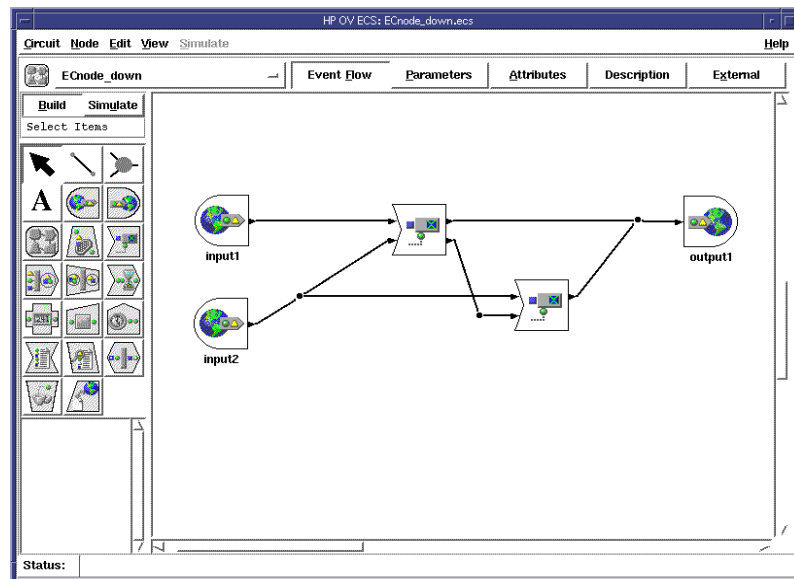 HP OV ECS: ECnode_down.ecs
Circuit Node Edit View Simulate Help
ECnode_down Event Flow Parameters Attributes Description External
Build Simulate
Select Items
A
input1
output1
input2
Status: